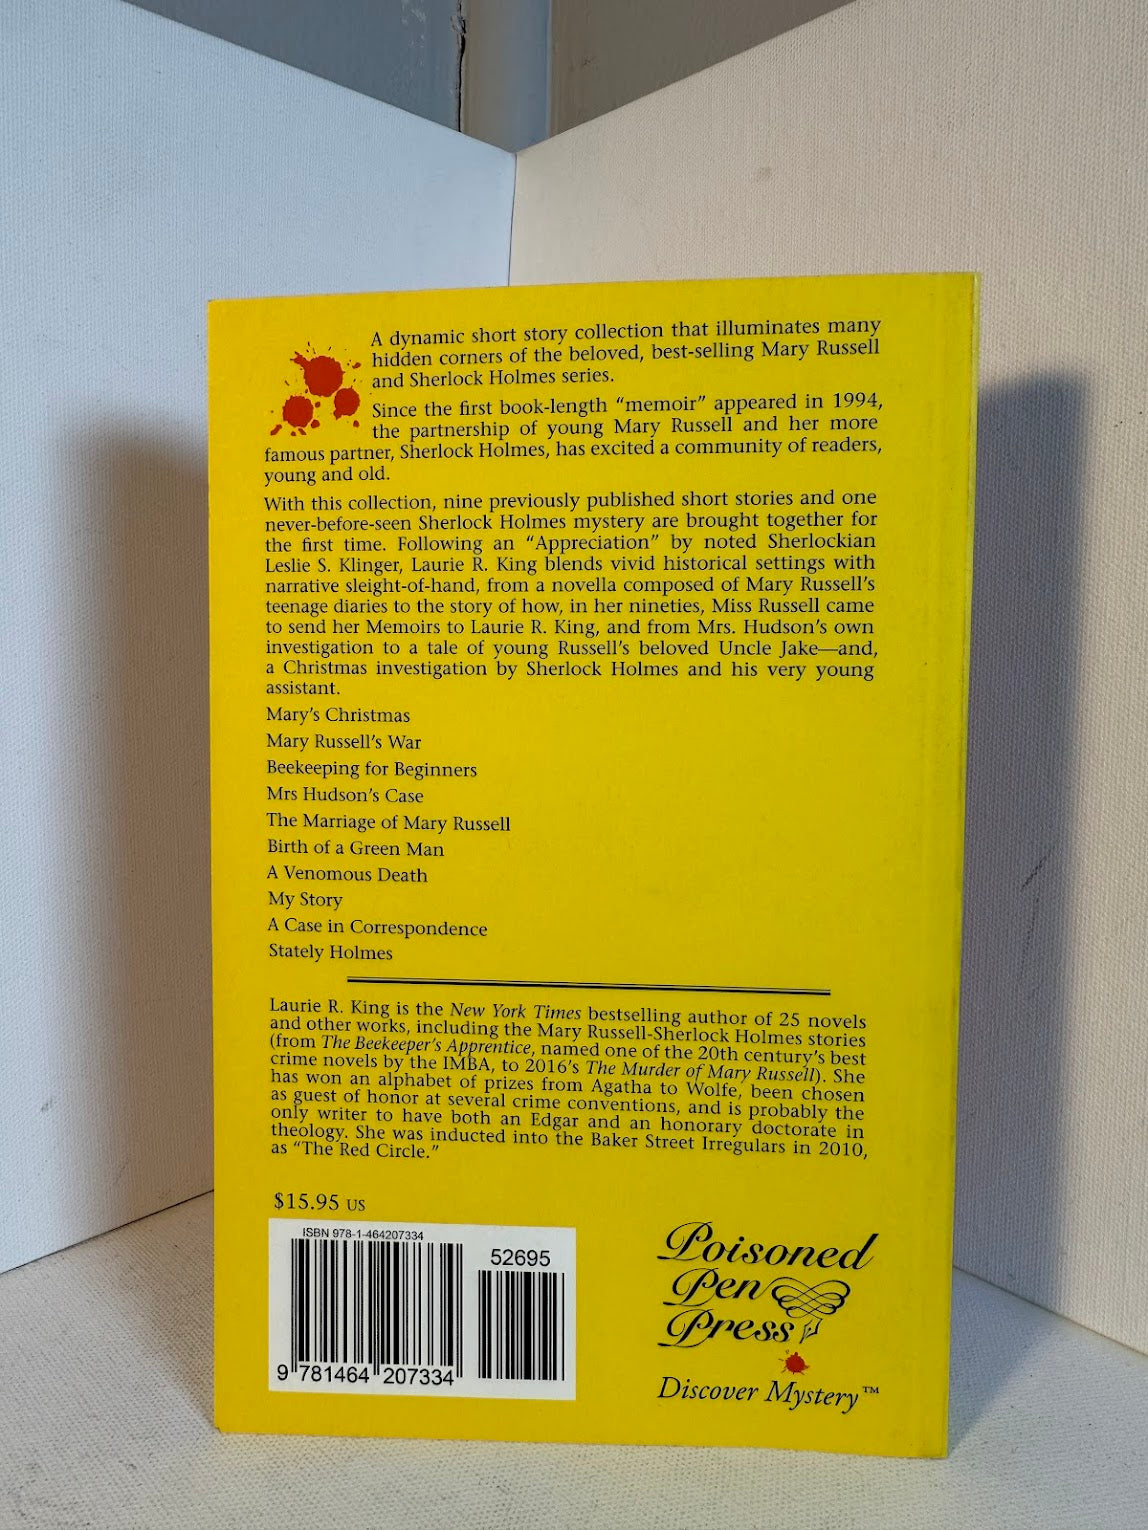 A dynamic short story collection that illuminates many
hidden corners of the beloved, best-selling Mary Russell
and Sherlock Holmes series.
Since the first book-length “memoir” appeared in 1994,
the partnership of young Mary Russell and her more
famous partner, Sherlock Holmes, has excited a community of readers,
young and old.
With this collection, nine previously published short stories and one
never-before-seen Sherlock Holmes mystery are brought together for
the first time. Following an “Appreciation” by noted Sherlockian
Leslie S. Klinger, Laurie R. King blends vivid historical settings with
narrative sleight-of-hand, from a novella composed of Mary Russell’s
teenage diaries to the story of how, in her nineties, Miss Russell came
to send her Memoirs to Laurie R. King, and from Mrs. Hudson’s own
investigation to a tale of young Russell’s beloved Uncle Jake—and,
a Christmas investigation by Sherlock Holmes and his very young
assistant.
Mary’s Christmas
Mary Russell’s War
Beekeeping for Beginners
Mrs Hudson’s Case
The Marriage of Mary Russell
Birth of a Green Man
A Venomous Death
My Story
A Case in Correspondence
Stately Holmes
Laurie R. King is the New York Times bestselling author of 25 novels
and other works, including the Mary Russell-Sherlock Holmes stories
(from The Beekeeper’s Apprentice, named one of the 20th century’s best
crime novels by the IMBA, to 2016’s The Murder of Mary Russell). She
has won an alphabet of prizes from Agatha to Wolfe, been chosen
as guest of honor at several crime conventions, and is probably the
only writer to have both an Edgar and an honorary doctorate in
theology. She was inducted into the Baker Street Irregulars in 2010,
as “The Red Circle.”
$15.95 US
ISBN 978-1-464207334
52695
9 781464 207334
Poisoned
Pen
Press
Discover Mystery™